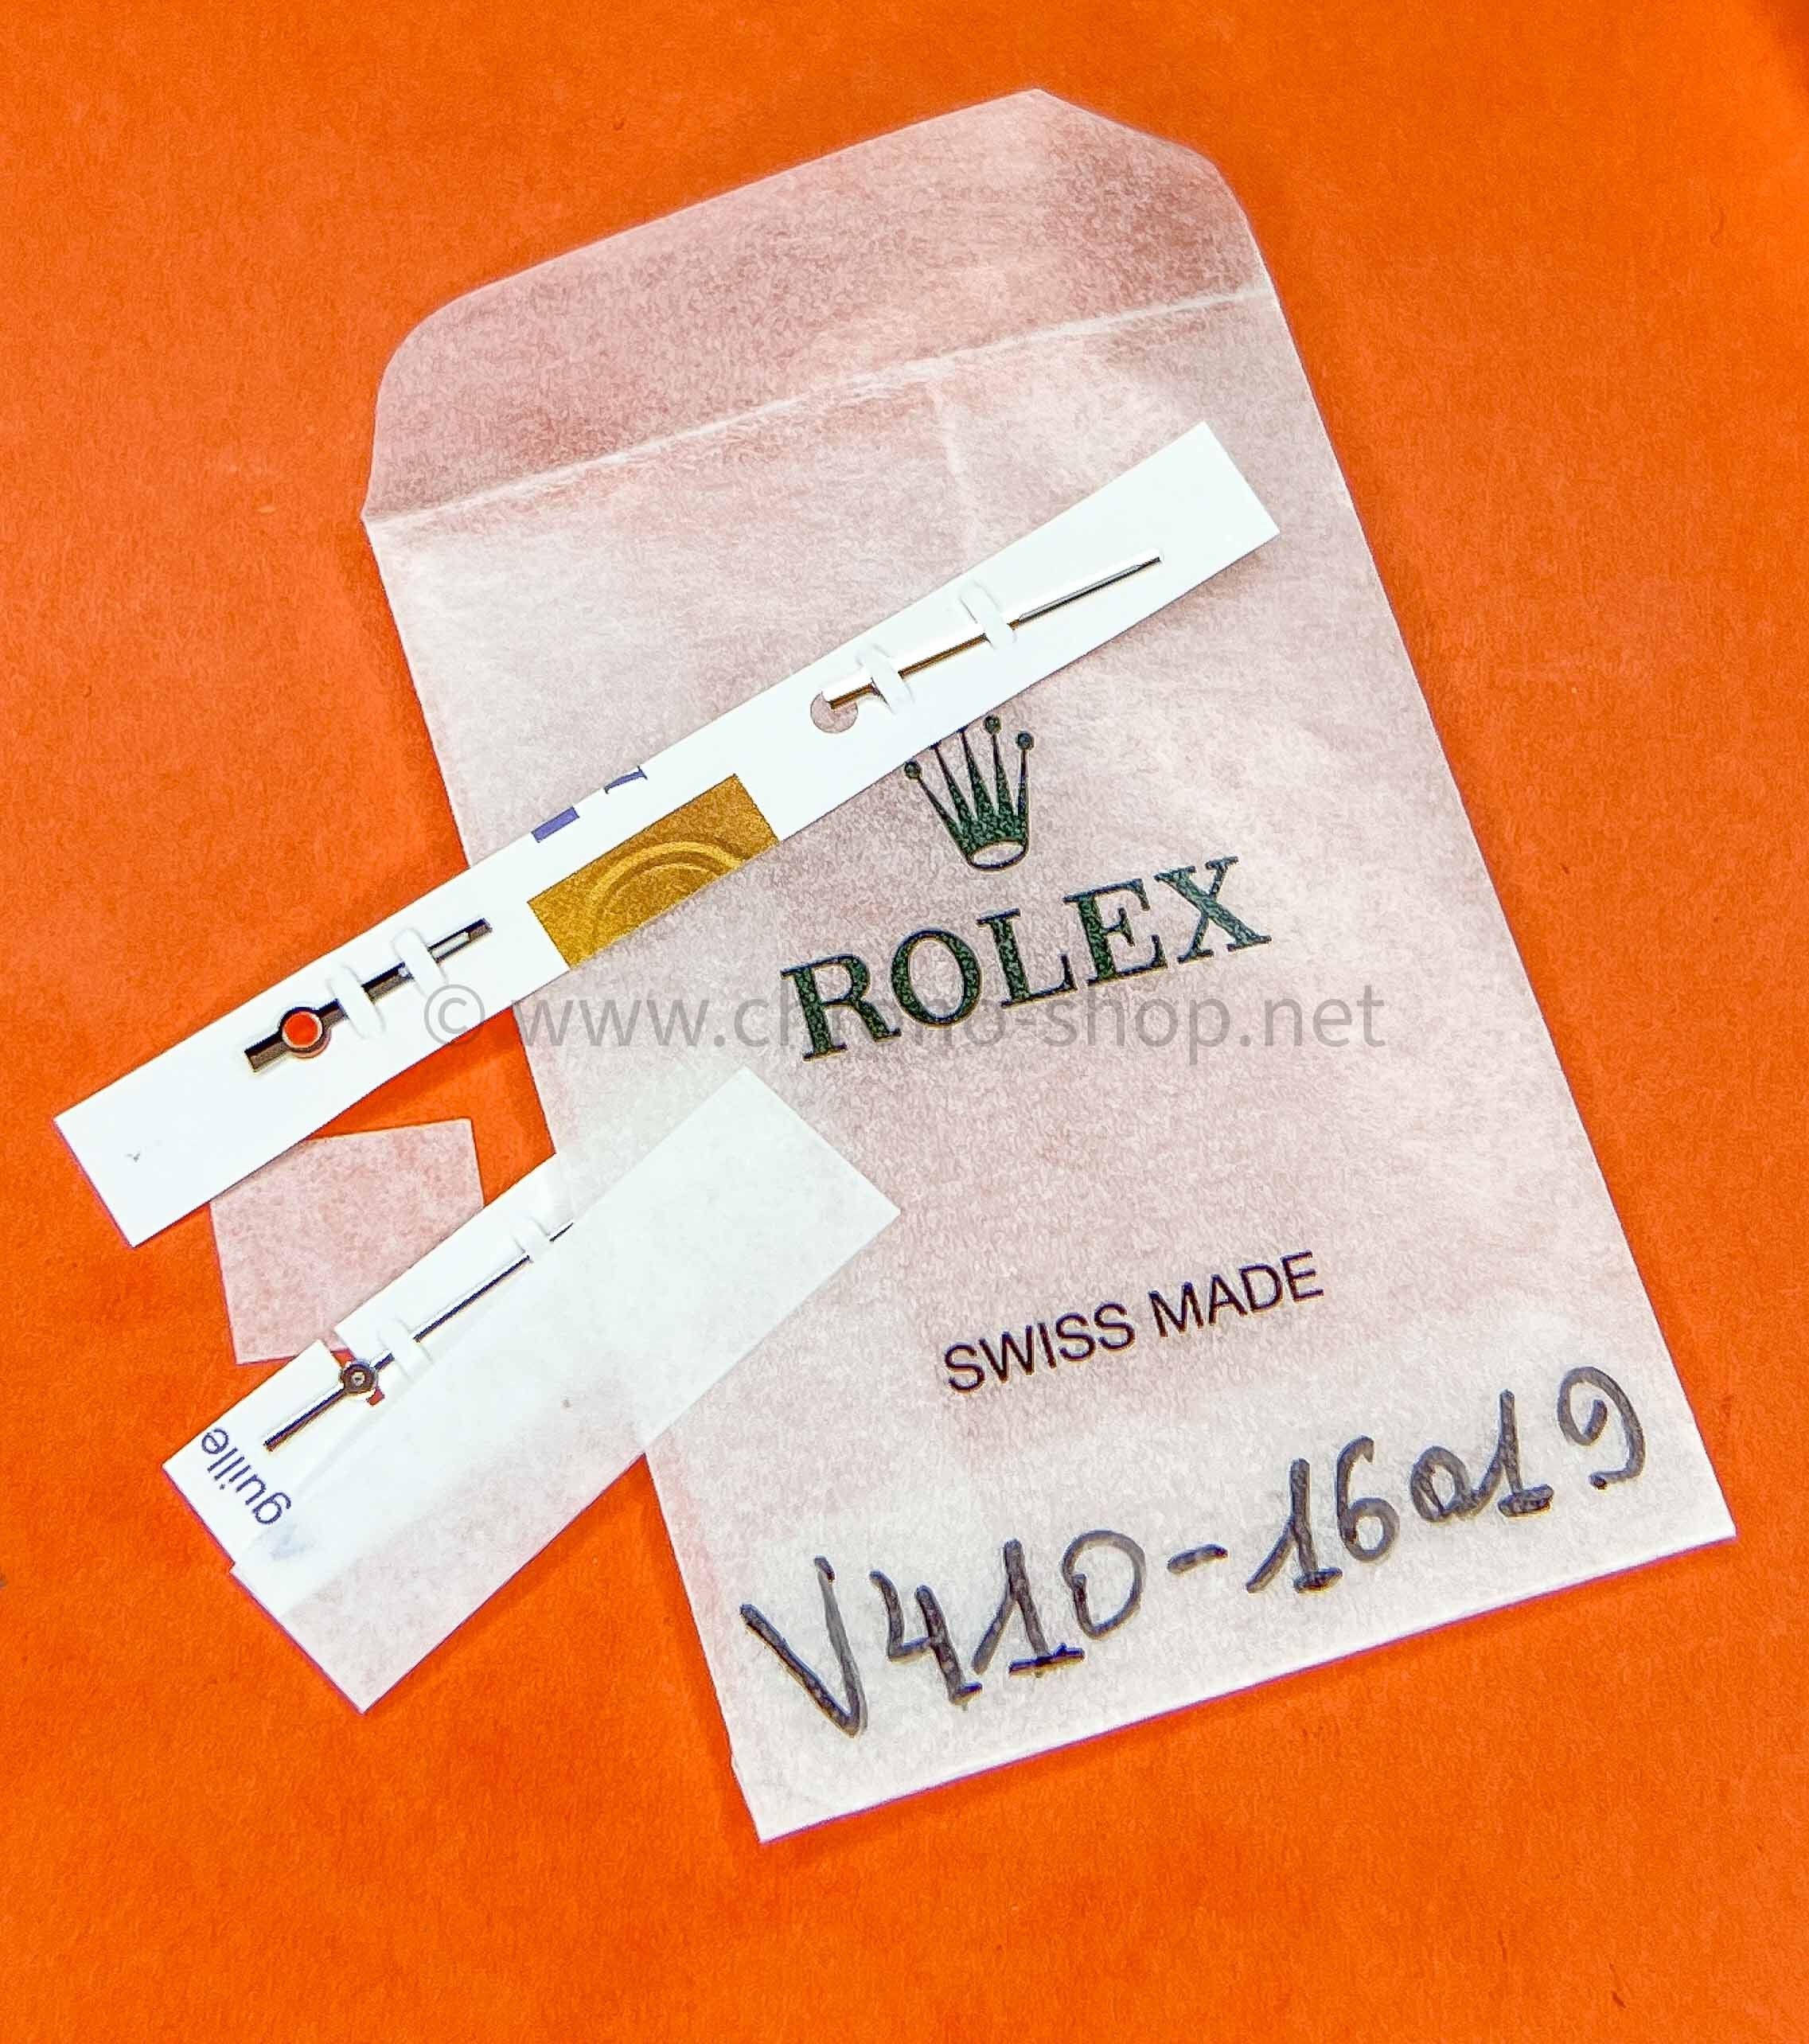 ROLEX
© www.chrono-shop.net
SWISS MADE
guille
V410-16019